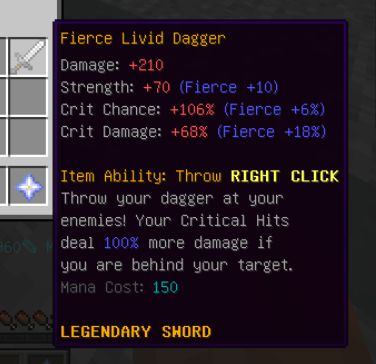 Fierce Livid Dagger
Damage: +210
Strength: +70 (Fierce +10)
Crit Chance: +106% (Fierce +6%)
Crit Damage: +68% (Fierce +18%)
Item Ability: Throw RIGHT CLICK
Throw your dagger at your
enemies! Your Critical Hits
deal 100% more damage if
you are behind your target.
Mana Cost: 150
LEGENDARY SWORD